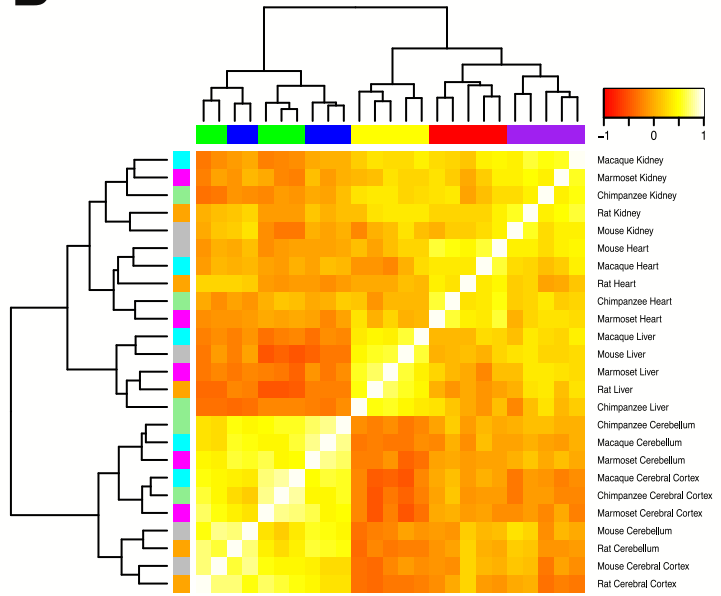 -1
0
1
Macaque Kidney
Marmoset Kidney
Chimpanzee Kidney
Rat Kidney
Mouse Kidney
Mouse Heart
Macaque Heart
Rat Heart
Chimpanzee Heart
Marmoset Heart
Macaque Liver
Mouse Liver
Marmoset Liver
Rat Liver
Chimpanzee Liver
Chimpanzee Cerebellum
Macaque Cerebellum
Marmoset Cerebellum
Macaque Cerebral Cortex
Chimpanzee Cerebral Cortex
Marmoset Cerebral Cortex
Mouse Cerebellum
Rat Cerebellum
Mouse Cerebral Cortex
Rat Cerebral Cortex